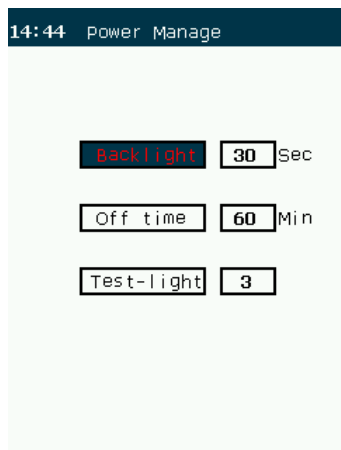 14:44 Power Manage
Backlight 30 Sec
Off time 60 Min
Test-light 3